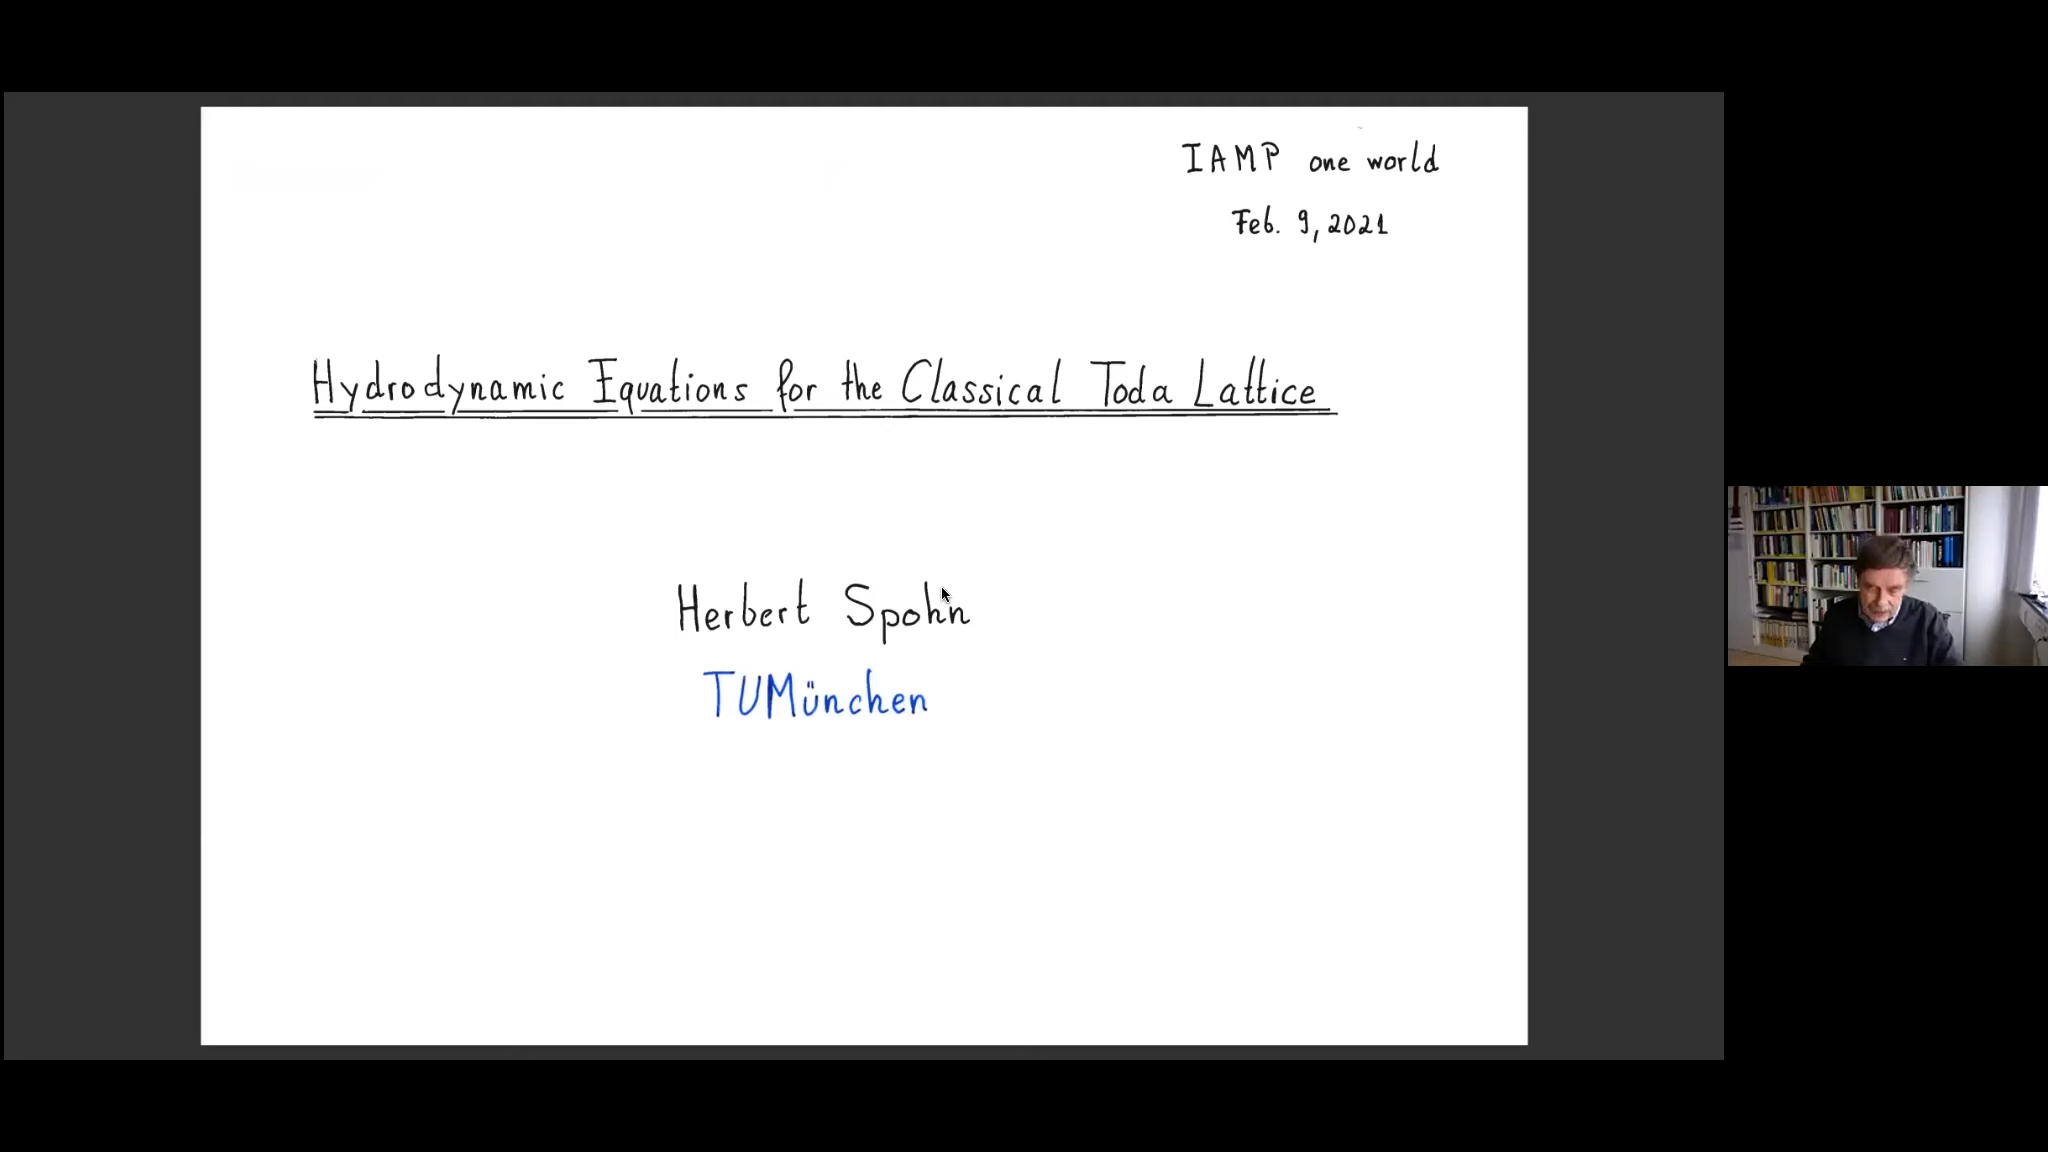 IAMP one world
Feb. 9, 2021
Hydrodynamic Equations for the Classical Toda Lattice
Herbert Spohn
TUMünchen